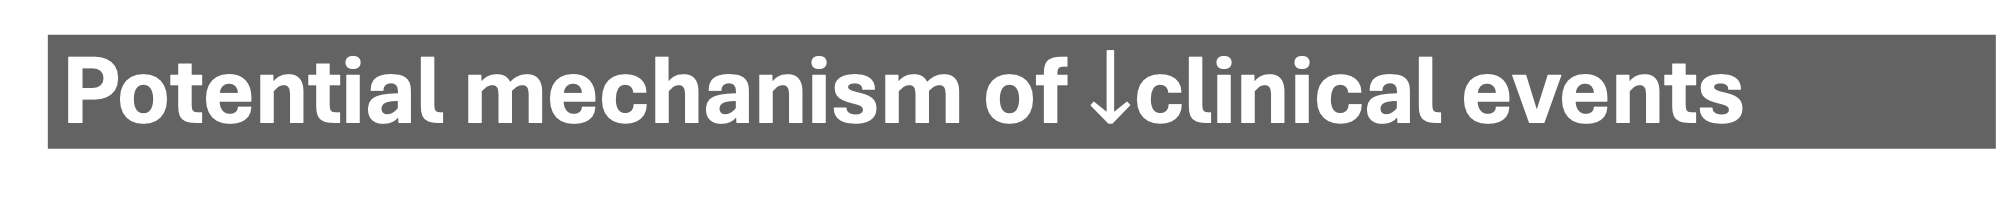 Potential mechanism of ↓clinical events